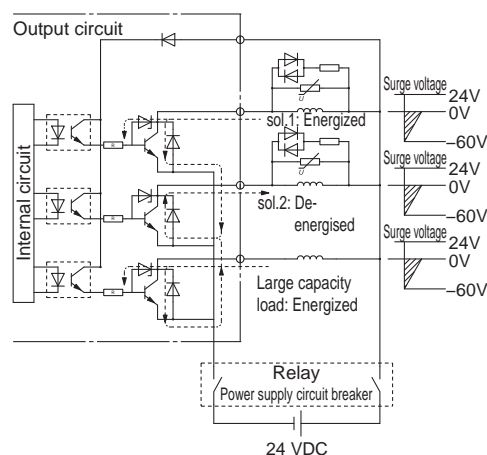 Output circuit
Internal circuit
R
R
R
U
U
sol.1: Energized
sol.2: De-
energised
Large capacity
load: Energized
Surge voltage
24V
0V
–60V
Surge voltage
24V
0V
–60V
Surge voltage
24V
0V
–60V
Relay
Power supply circuit breaker
24 VDC